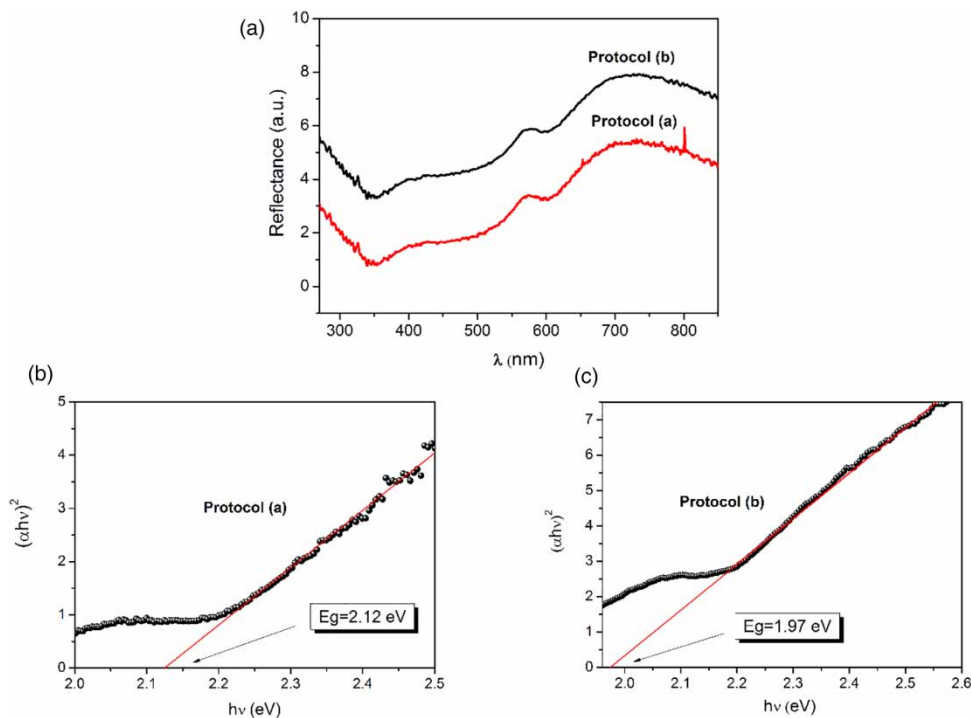 (a)
10
8
6
4
2
0
Reflectance (a.u.)
Protocol (b)
Protocol (a)
300 400 500 600 700 800
λ (nm)
(b)
5
4
3
2
1
0
(αhν)²
Protocol (a)
Eg=2.12 eV
2.0 2.1 2.2 2.3 2.4 2.5
hν (eV)
(c)
7
6
5
4
3
2
1
0
(αhν)²
Protocol (b)
Eg=1.97 eV
2.0 2.1 2.2 2.3 2.4 2.5 2.6
hν (eV)